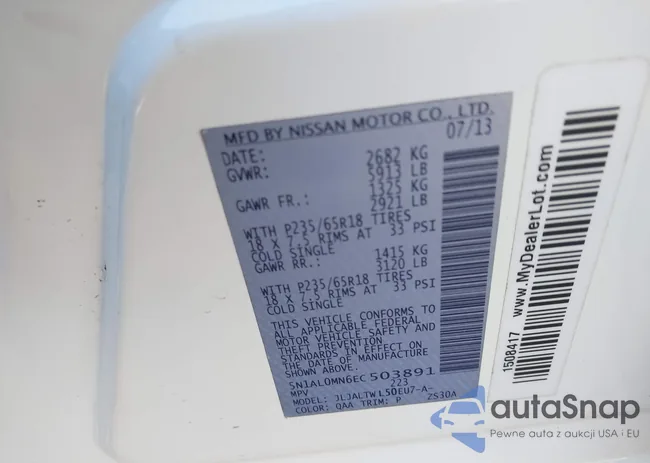 MFD BY NISSAN MOTOR CO., LTD.
07/13
DATE:
GVWR: 2682 KG
5913 LB
GAWR FR.: 1325 KG
2921 LB
WITH P235/65R18 TIRES
18 X 7.5 RIMS AT 33 PSI
COLD SINGLE
GAWR RR.: 1415 KG
3120 LB
WITH P235/65R18 TIRES
18 X 7.5 RIMS AT 33 PSI
COLD SINGLE
THIS VEHICLE CONFORMS TO
ALL APPLICABLE FEDERAL
MOTOR VEHICLE SAFETY AND
THEFT PREVENTION
STANDARDS IN EFFECT ON
THE DATE OF MANUFACTURE
5N1AL0MN6EC503891
MPV 223
MODEL: JLJALTWL50EU7-A-
COLOR: QAA TRIM: P ZS30A
1508417 www.MyDealerLot.com
autaSnap
Pewne auta z aukcji USA i EU